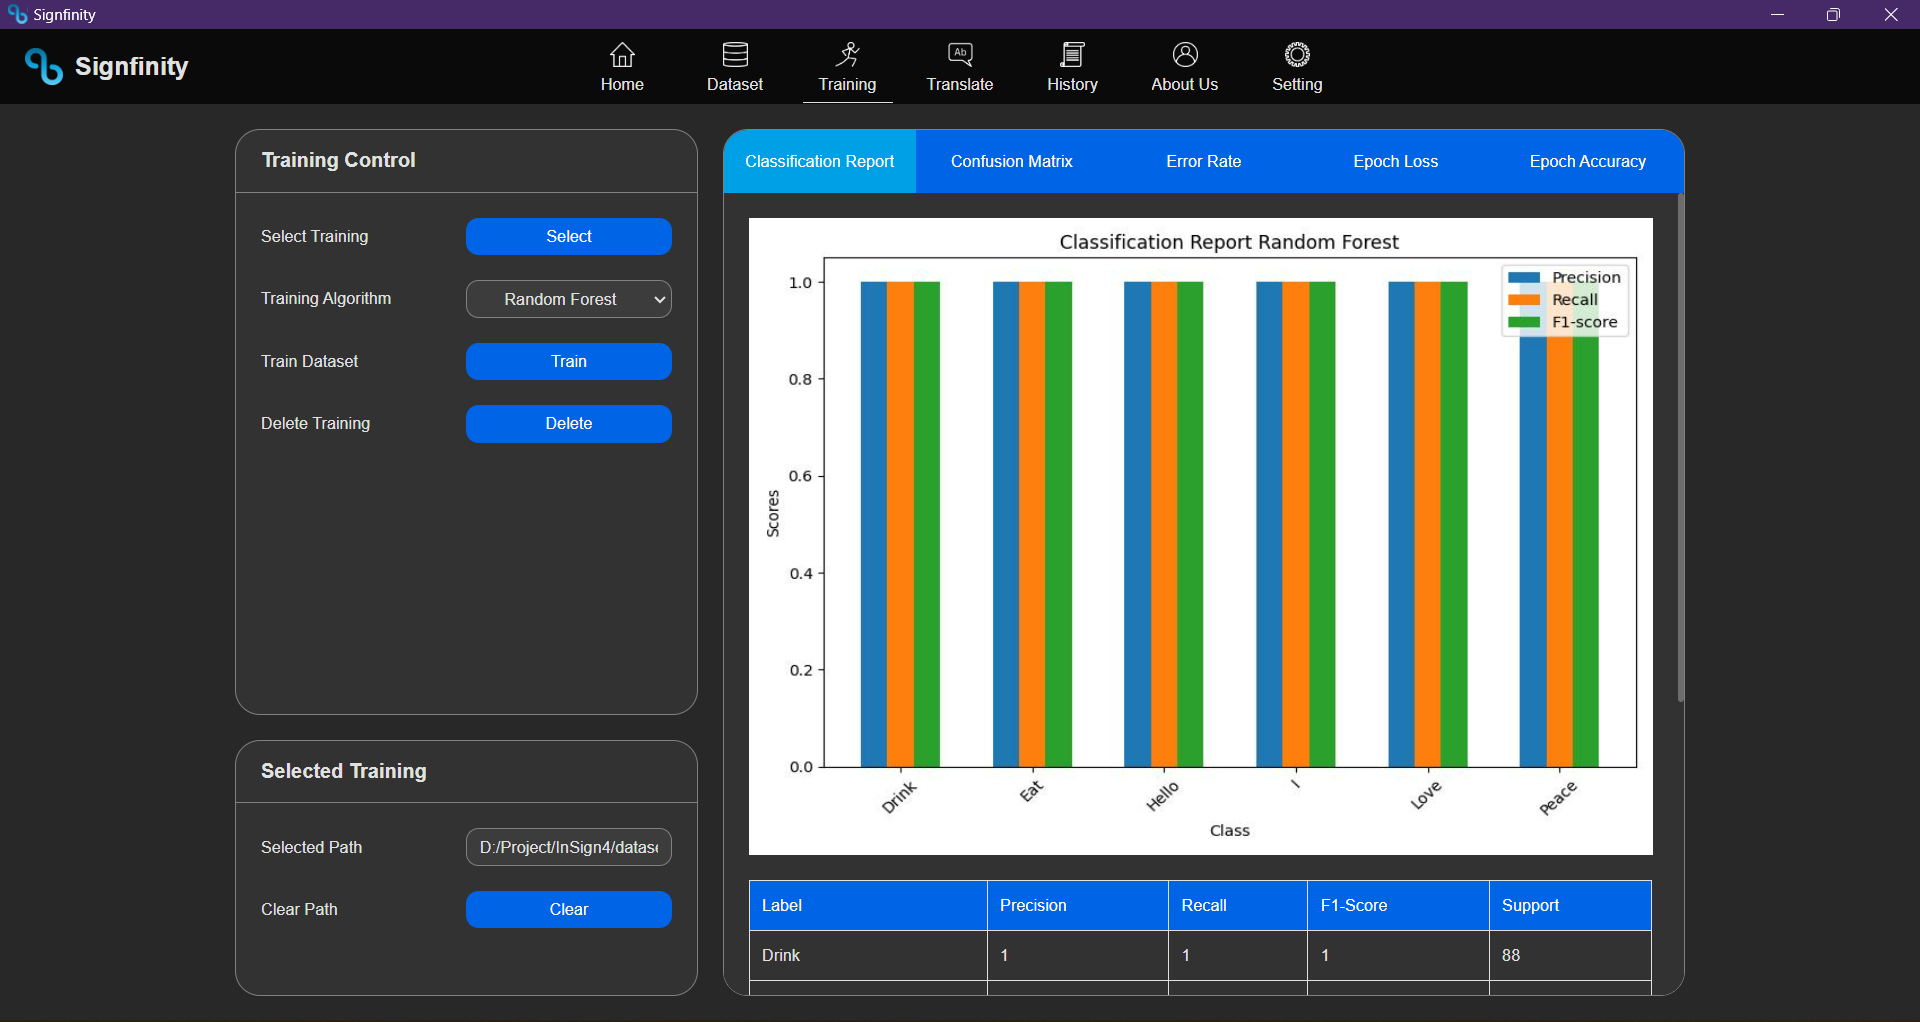 Signfinity
Signfinity
Home
Dataset
Training
Ab
Translate
History
About Us
Setting
Training Control
Select Training
Select
Training Algorithm
Random Forest
Train Dataset
Train
Delete Training
Delete
Selected Training
Selected Path
D:/Project/InSign4/datase
Clear Path
Clear
Classification Report
Confusion Matrix
Error Rate
Epoch Loss
Epoch Accuracy
Classification Report Random Forest
Precision
Recall
F1-score
1.0
0.8
0.6
0.4
0.2
0.0
Scores
Drink
Eat
Hello
I
Love
Peace
Class
Label Precision Recall F1-Score Support
Drink 1 1 1 88